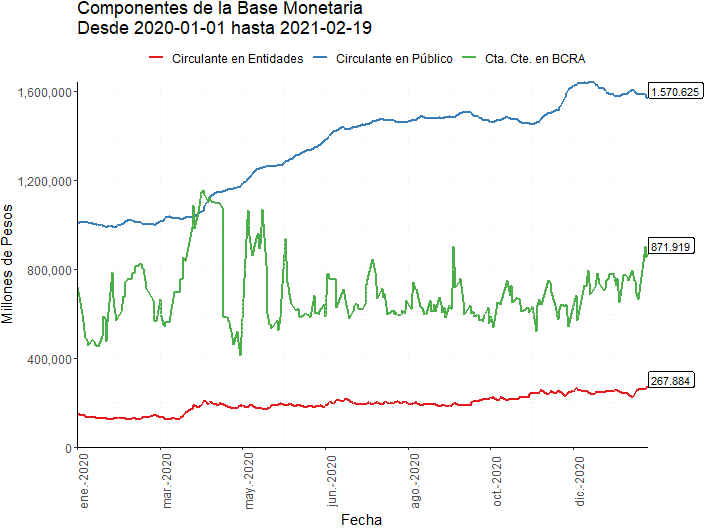 Componentes de la Base Monetaria
Desde 2020-01-01 hasta 2021-02-19
Circulante en Entidades Circulante en Público Cta. Cte. en BCRA
Millones de Pesos
1,600,000
1,200,000
800,000
400,000
0
1.570.625
871.919
267.884
ene.-2020
mar.-2020
may.-2020
jun.-2020
ago.-2020
oct.-2020
dic.-2020
Fecha